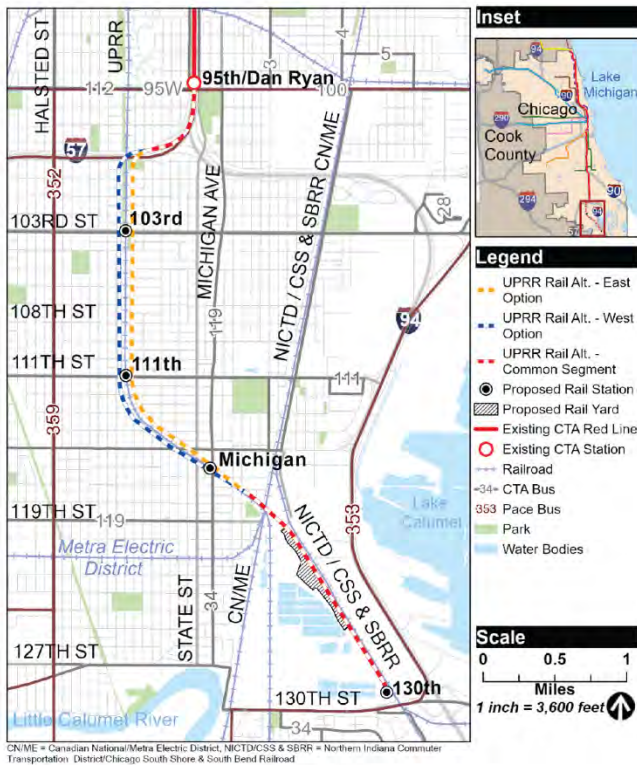 HALSTED ST
UPRR
3
4
5
95th/Dan Ryan
112
95W
100
57
352
MICHIGAN AVE
NICTD / CSS & SBRR CN/ME
28
103RD ST
103rd
108TH ST
119
94
111TH ST
111th
111
359
Michigan
119TH ST
119
353
Lake
Calumet
Metra Electric
District
NICTD / CSS & SBRR
CN/ME
STATE ST
34
127TH ST
130th
130TH ST
34
Little Calumet River
CN/ME = Canadian National/Metra Electric District, NICTD/CSS & SBRR = Northern Indiana Commuter
Transportation District/Chicago South Shore & South Bend Railroad
Inset
94
Lake
Michigan
90
Chicago
290
Cook
County
294
90
94
57
Legend
UPRR Rail Alt. - East
Option
UPRR Rail Alt. - West
Option
UPRR Rail Alt. -
Common Segment
Proposed Rail Station
Proposed Rail Yard
Existing CTA Red Line
Existing CTA Station
Railroad
34 CTA Bus
353 Pace Bus
Park
Water Bodies
Scale
0 0.5 1
Miles
1 inch = 3,600 feet